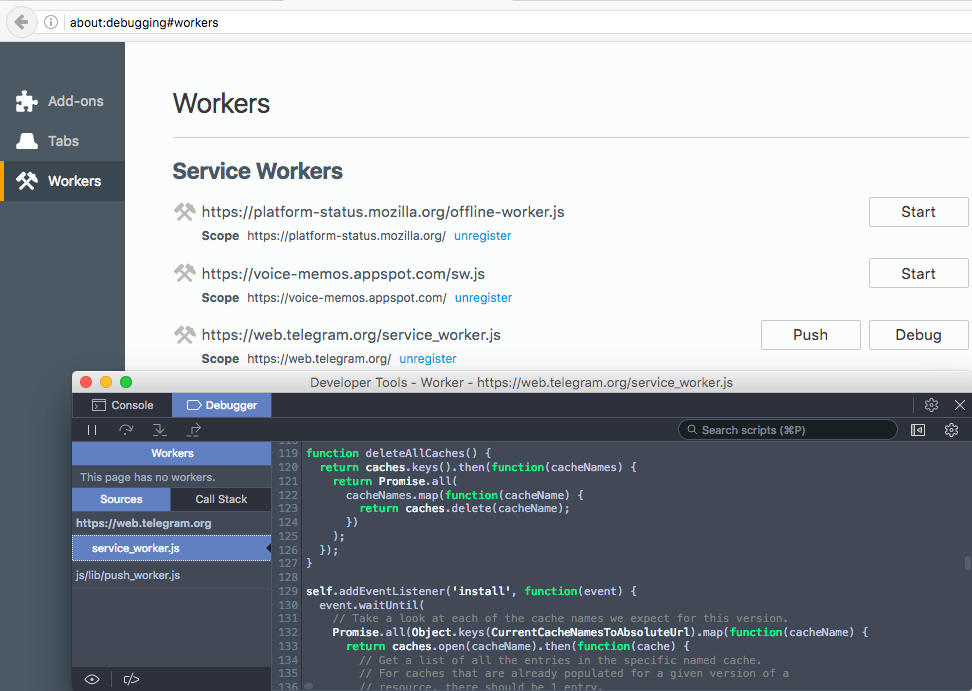 about:debugging#workers
Add-ons
Tabs
Workers
Workers
Service Workers
https://platform-status.mozilla.org/offline-worker.js Start
Scope https://platform-status.mozilla.org/ unregister
https://voice-memos.appspot.com/sw.js Start
Scope https://voice-memos.appspot.com/ unregister
https://web.telegram.org/service_worker.js Push Debug
Scope https://web.telegram.org/ unregister
Developer Tools - Worker - https://web.telegram.org/service_worker.js
Console Debugger
Search scripts (⌘P)
Workers
This page has no workers.
Sources Call Stack
https://web.telegram.org
service_worker.js
js/lib/push_worker.js
118
119 function deleteAllCaches() {
120 return caches.keys().then(function(cacheNames) {
121 return Promise.all(
122 cacheNames.map(function(cacheName) {
123 return caches.delete(cacheName);
124 })
125 );
126 });
127 }
128
129 self.addEventListener('install', function(event) {
130 event.waitUntil(
131 // Take a look at each of the cache names we expect for this version.
132 Promise.all(Object.keys(CurrentCacheNamesToAbsoluteUrl).map(function(cacheName) {
133 return caches.open(cacheName).then(function(cache) {
134 // Get a list of all the entries in the specific named cache.
135 // For caches that are already populated for a given version of a
136 // resource, there should be 1 entry.